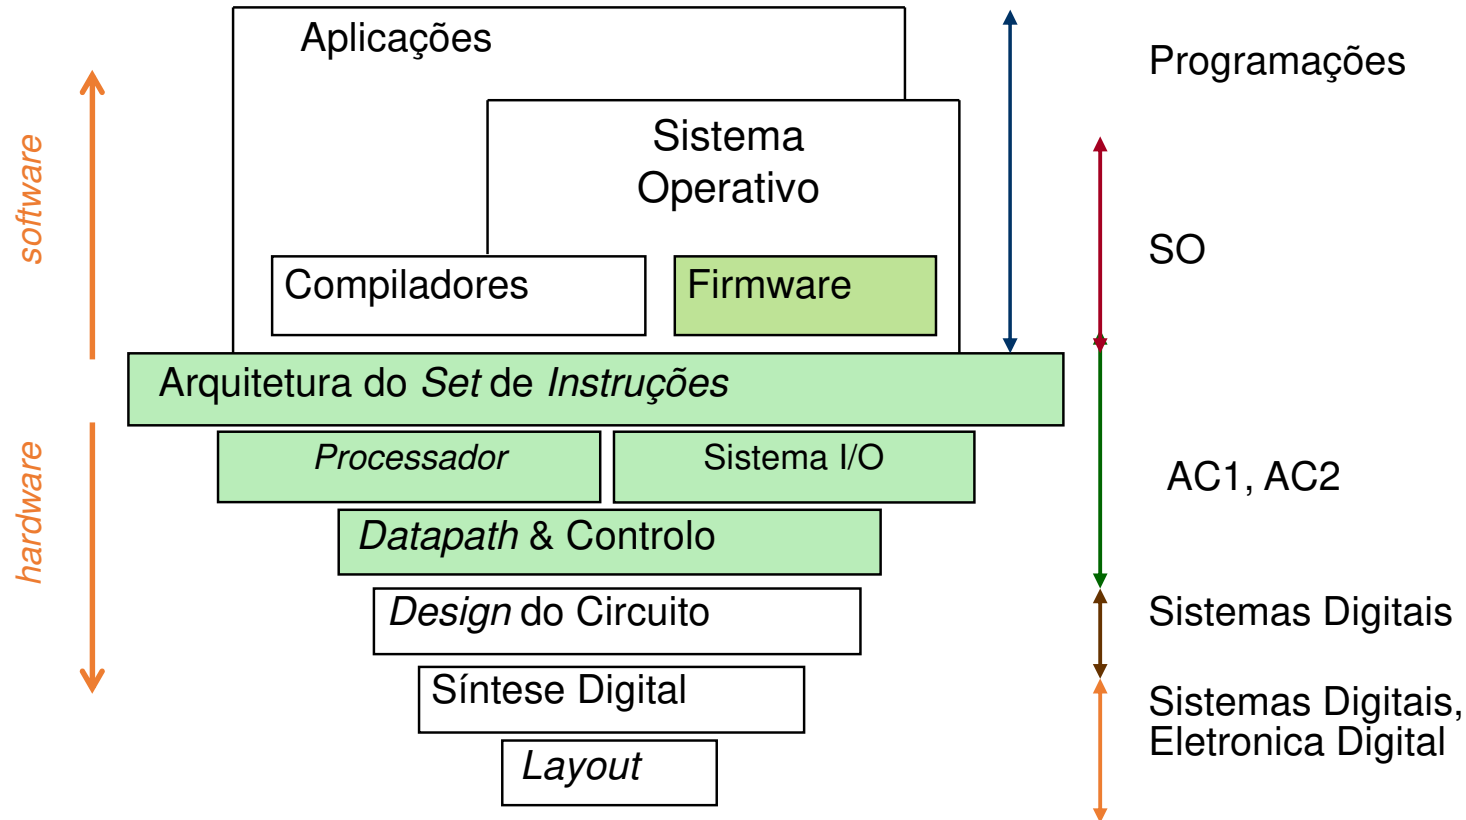 Aplicações
Programações
software
Sistema
Operativo
SO
Compiladores
Firmware
Arquitetura do Set de Instruções
hardware
Processador
Sistema I/O
AC1, AC2
Datapath & Controlo
Design do Circuito
Sistemas Digitais
Síntese Digital
Sistemas Digitais,
Eletronica Digital
Layout